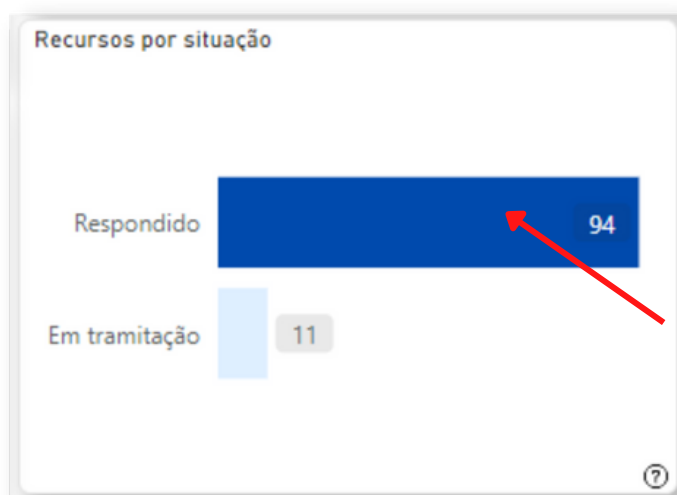 Recursos por situação
Respondido 94
Em tramitação 11
?